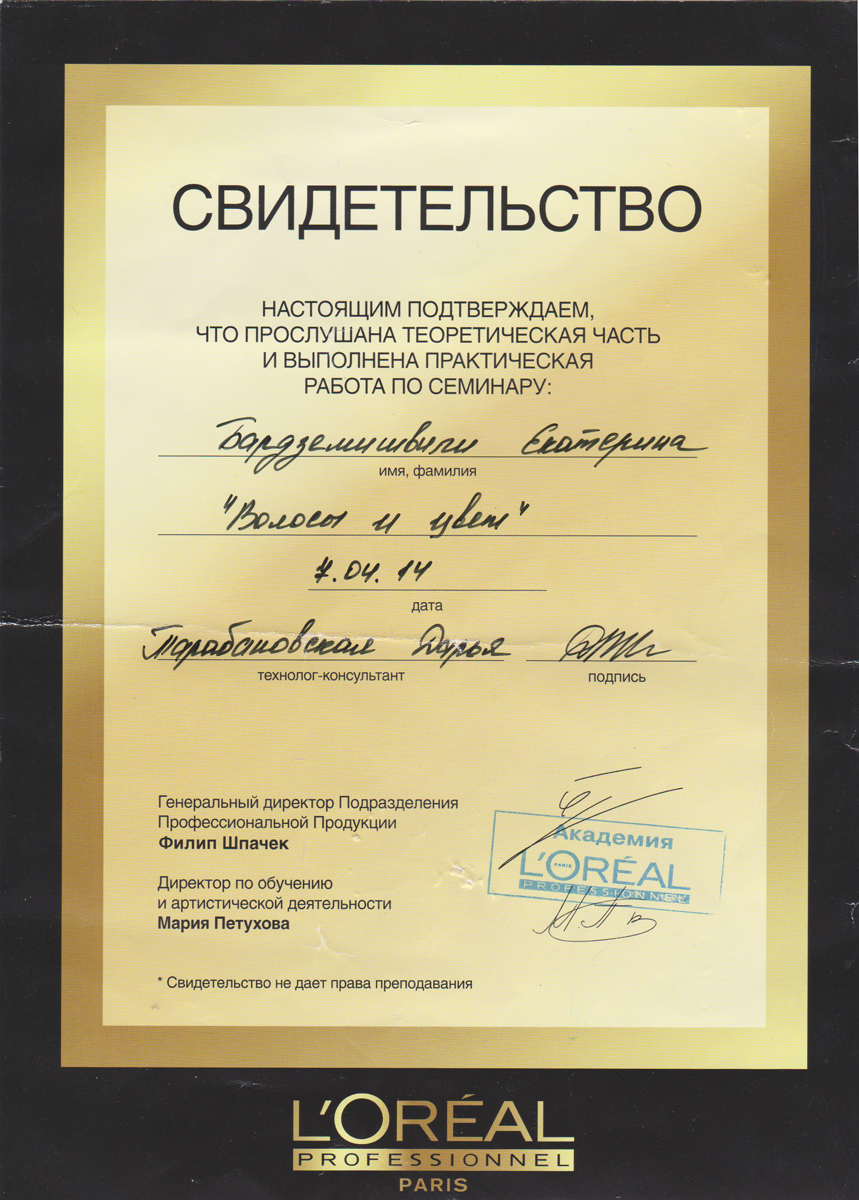 СВИДЕТЕЛЬСТВО
НАСТОЯЩИМ ПОДТВЕРЖДАЕМ,
ЧТО ПРОСЛУШАНА ТЕОРЕТИЧЕСКАЯ ЧАСТЬ
И ВЫПОЛНЕНА ПРАКТИЧЕСКАЯ
РАБОТА ПО СЕМИНАРУ:
Бардземишвили Екатерина
имя, фамилия
"Волосы и цвет"
7.04.14
дата
Тарабановская Дарья
технолог-консультант
подпись
Генеральный директор Подразделения
Профессиональной Продукции
Филип Шпачек
Академия
L'ORÉAL
PARIS
PROFESSIONNEL
Директор по обучению
и артистической деятельности
Мария Петухова
* Свидетельство не дает права преподавания
L'ORÉAL
PROFESSIONNEL
PARIS